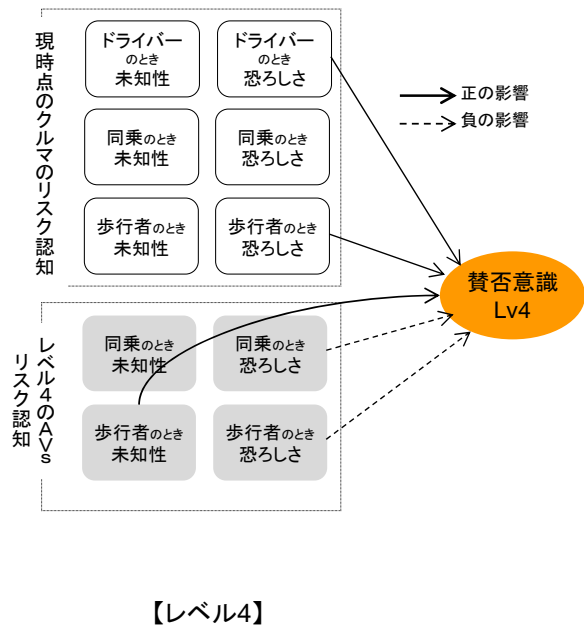 現時点のクルマのリスク認知
ドライバー
のとき
未知性
ドライバー
のとき
恐ろしさ
同乗のとき
未知性
同乗のとき
恐ろしさ
歩行者のとき
未知性
歩行者のとき
恐ろしさ
正の影響
負の影響
賛否意識
Lv4
レベル4のAVs
リスク認知
同乗のとき
未知性
同乗のとき
恐ろしさ
歩行者のとき
未知性
歩行者のとき
恐ろしさ
【レベル4】